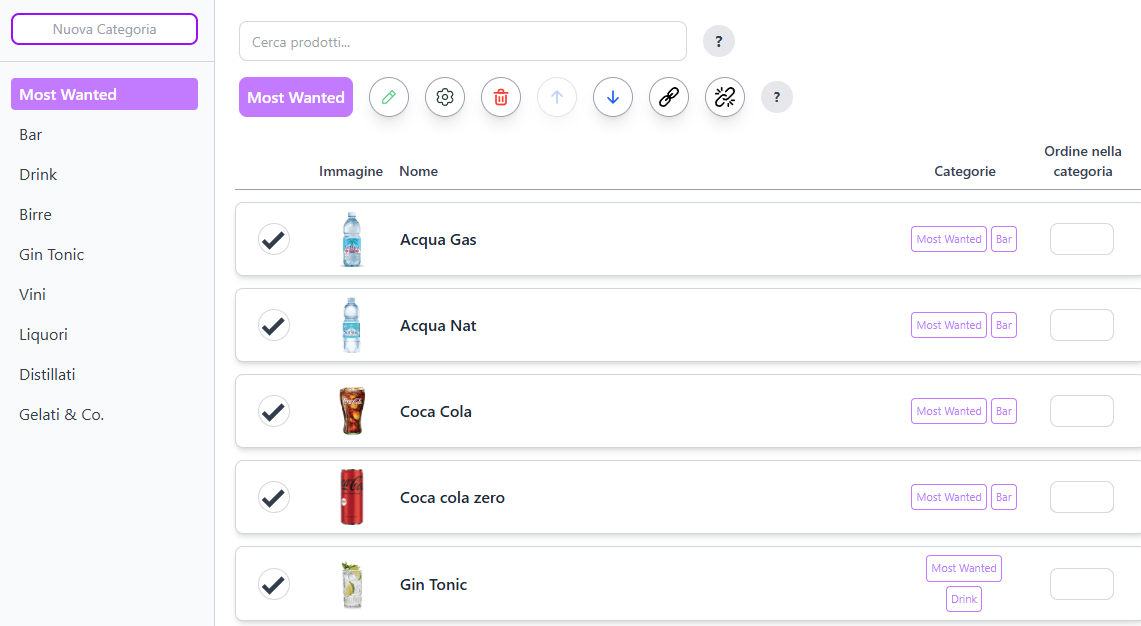 Nuova Categoria
Most Wanted
Bar
Drink
Birre
Gin Tonic
Vini
Liquori
Distillati
Gelati & Co.
Cerca prodotti...
?
Most Wanted
?
Immagine Nome Categorie Ordine nella
categoria
Acqua Gas Most Wanted Bar
Acqua Nat Most Wanted Bar
Coca Cola Most Wanted Bar
Coca cola zero Most Wanted Bar
Gin Tonic Most Wanted
Drink